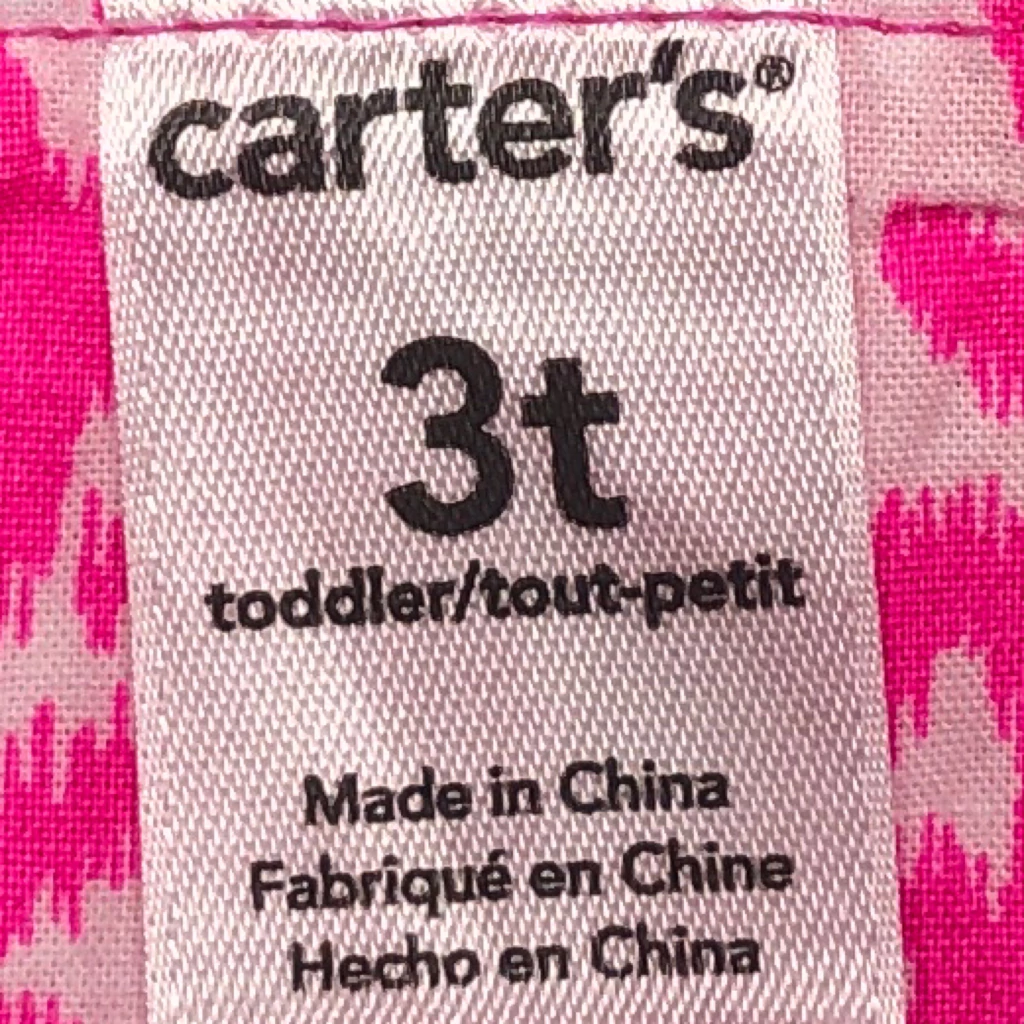 carter's®
3t
toddler/tout-petit
Made in China
Fabriqué en Chine
Hecho en China